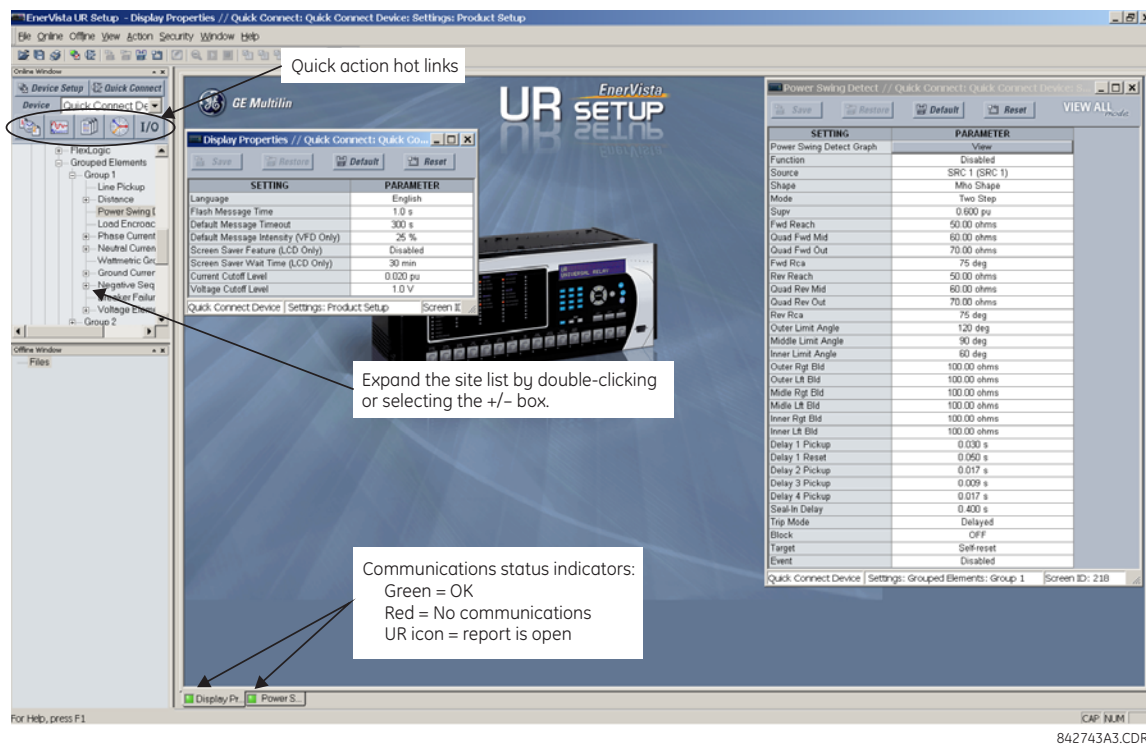 EnerVista UR Setup - Display Properties // Quick Connect: Quick Connect Device: Settings: Product Setup
File Online Offline View Action Security Window Help
Online Window
Device Setup Quick Connect
Device Quick Connect De
I/O
Quick action hot links
FlexLogic
Grouped Elements
Group 1
Line Pickup
Distance
Power Swing
Load Encroac
Phase Current
Neutral Curren
Wattmetric Gro
Ground Curren
Negative Seq
Breaker Failur
Voltage Elem
Group 2
Offline Window
Files
GE Multilin
EnerVista
UR SETUP
UR
UNIVERSAL RELAY
Display Properties // Quick Connect: Quick Co...
Save Restore Default Reset
SETTING PARAMETER
Language English
Flash Message Time 1.0 s
Default Message Timeout 300 s
Default Message Intensity (VFD Only) 25 %
Screen Saver Feature (LCD Only) Disabled
Screen Saver Wait Time (LCD Only) 30 min
Current Cutoff Level 0.020 pu
Voltage Cutoff Level 1.0 V
Quick Connect Device Settings: Product Setup Screen I
Expand the site list by double-clicking
or selecting the +/– box.
Communications status indicators:
Green = OK
Red = No communications
UR icon = report is open
Power Swing Detect // Quick Connect: Quick Connect Device: S...
Save Restore Default Reset VIEW ALL mode
SETTING PARAMETER
Power Swing Detect Graph View
Function Disabled
Source SRC 1 (SRC 1)
Shape Mho Shape
Mode Two Step
Supv 0.600 pu
Fwd Reach 50.00 ohms
Quad Fwd Mid 60.00 ohms
Quad Fwd Out 70.00 ohms
Fwd Rca 75 deg
Rev Reach 50.00 ohms
Quad Rev Mid 60.00 ohms
Quad Rev Out 70.00 ohms
Rev Rca 75 deg
Outer Limit Angle 120 deg
Middle Limit Angle 90 deg
Inner Limit Angle 60 deg
Outer Rgt Bld 100.00 ohms
Outer Lft Bld 100.00 ohms
Midle Rgt Bld 100.00 ohms
Midle Lft Bld 100.00 ohms
Inner Rgt Bld 100.00 ohms
Inner Lft Bld 100.00 ohms
Delay 1 Pickup 0.030 s
Delay 1 Reset 0.050 s
Delay 2 Pickup 0.017 s
Delay 3 Pickup 0.009 s
Delay 4 Pickup 0.017 s
Seal-In Delay 0.400 s
Trip Mode Delayed
Block OFF
Target Self-reset
Event Disabled
Quick Connect Device Settings: Grouped Elements: Group 1 Screen ID: 218
Display Pr... Power S...
For Help, press F1
CAP NUM
842743A3.CDR